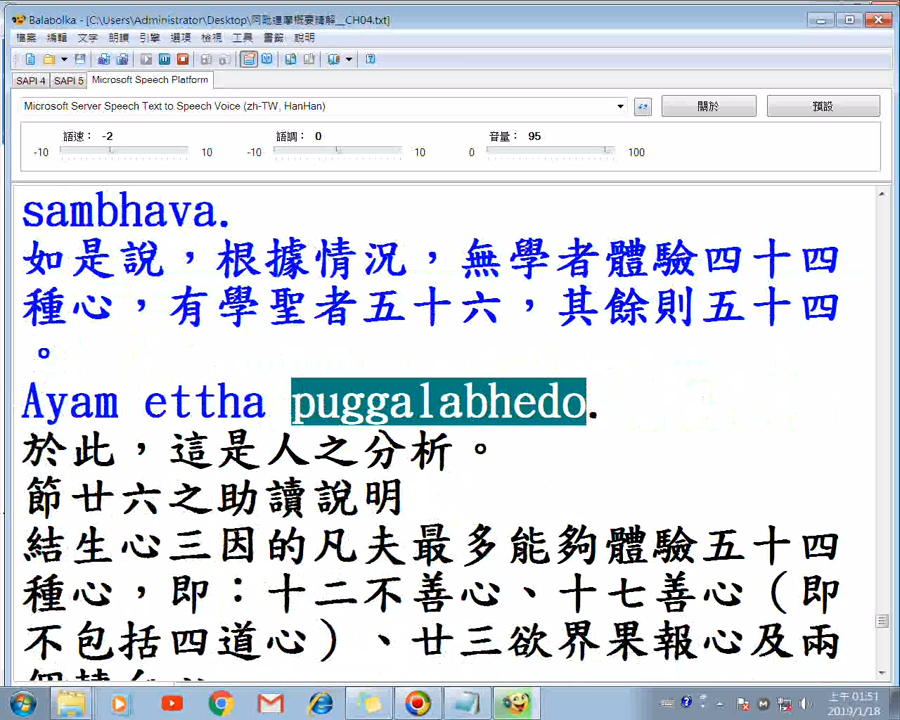 Balabolka - [C:\Users\Administrator\Desktop\阿毗達摩概要精解__CH04.txt]
檔案 編輯 文字 朗讀 引擎 選項 檢視 工具 書籤 說明
SAPI 4 SAPI 5 Microsoft Speech Platform
Microsoft Server Speech Text to Speech Voice (zh-TW, HanHan) 關於 預設
語速： -2 語調： 0 音量： 95
-10 10 -10 10 0 100
sambhava.
如是說，根據情況，無學者體驗四十四
種心，有學聖者五十六，其餘則五十四
。
Ayam ettha puggalabhedo.
於此，這是人之分析。
節廿六之助讀說明
結生心三因的凡夫最多能夠體驗五十四
種心，即：十二不善心、十七善心（即
不包括四道心）、廿三欲界果報心及兩
上午 01:51
2019/1/18